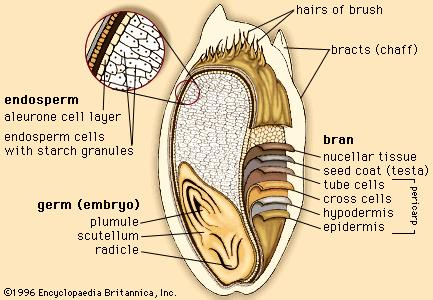 hairs of brush
bracts (chaff)
endosperm
aleurone cell layer
endosperm cells
with starch granules
bran
nucellar tissue
seed coat (testa)
tube cells
cross cells
hypodermis
epidermis
pericarp
germ (embryo)
plumule
scutellum
radicle
©1996 Encyclopaedia Britannica, Inc.